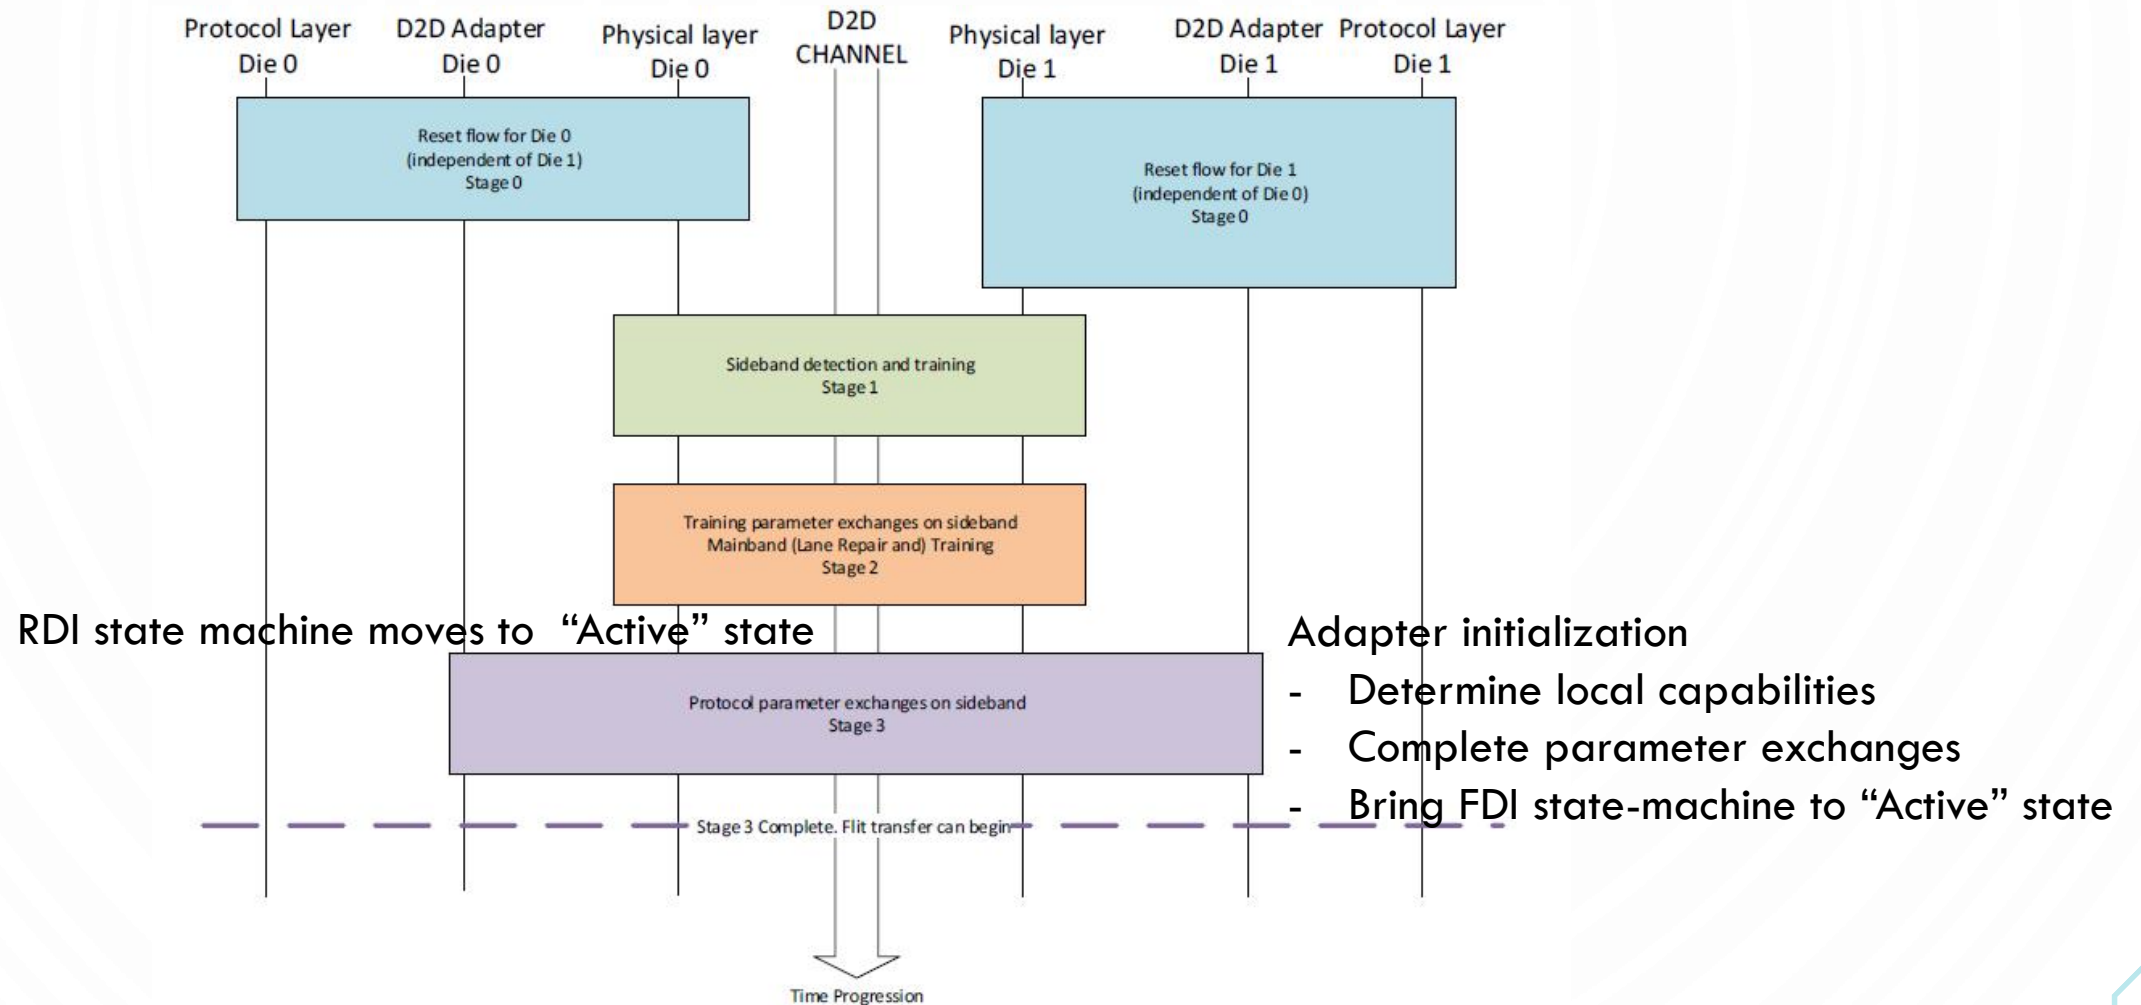 Protocol Layer
Die 0
D2D Adapter
Die 0
Physical layer
Die 0
D2D
CHANNEL
Physical layer
Die 1
D2D Adapter
Die 1
Protocol Layer
Die 1
Reset flow for Die 0
(independent of Die 1)
Stage 0
Reset flow for Die 1
(independent of Die 0)
Stage 0
Sideband detection and training
Stage 1
Training parameter exchanges on sideband
Mainband (Lane Repair and) Training
Stage 2
RDI state machine moves to “Active” state
Protocol parameter exchanges on sideband
Stage 3
Adapter initialization
- Determine local capabilities
- Complete parameter exchanges
- Bring FDI state-machine to “Active” state
Stage 3 Complete. Flit transfer can begin
Time Progression